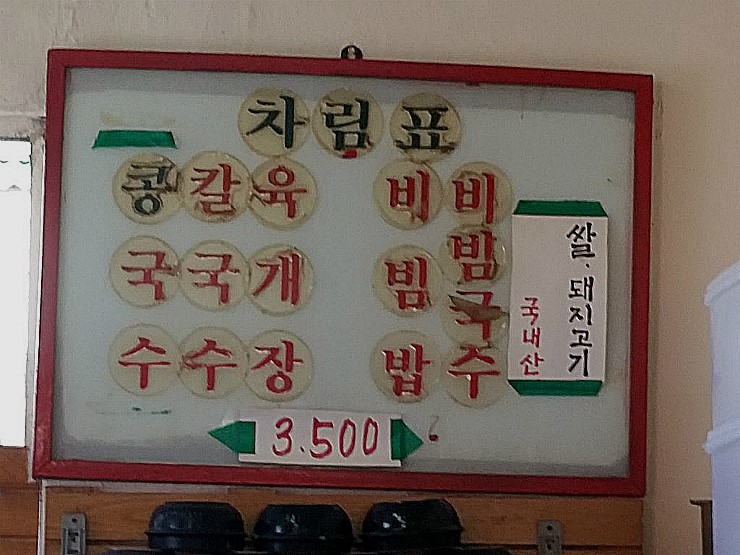 차림표
쌀, 돼지고기
국내산
비빔국주
비빔밥
육개장
칼국수
콩국수
3.500